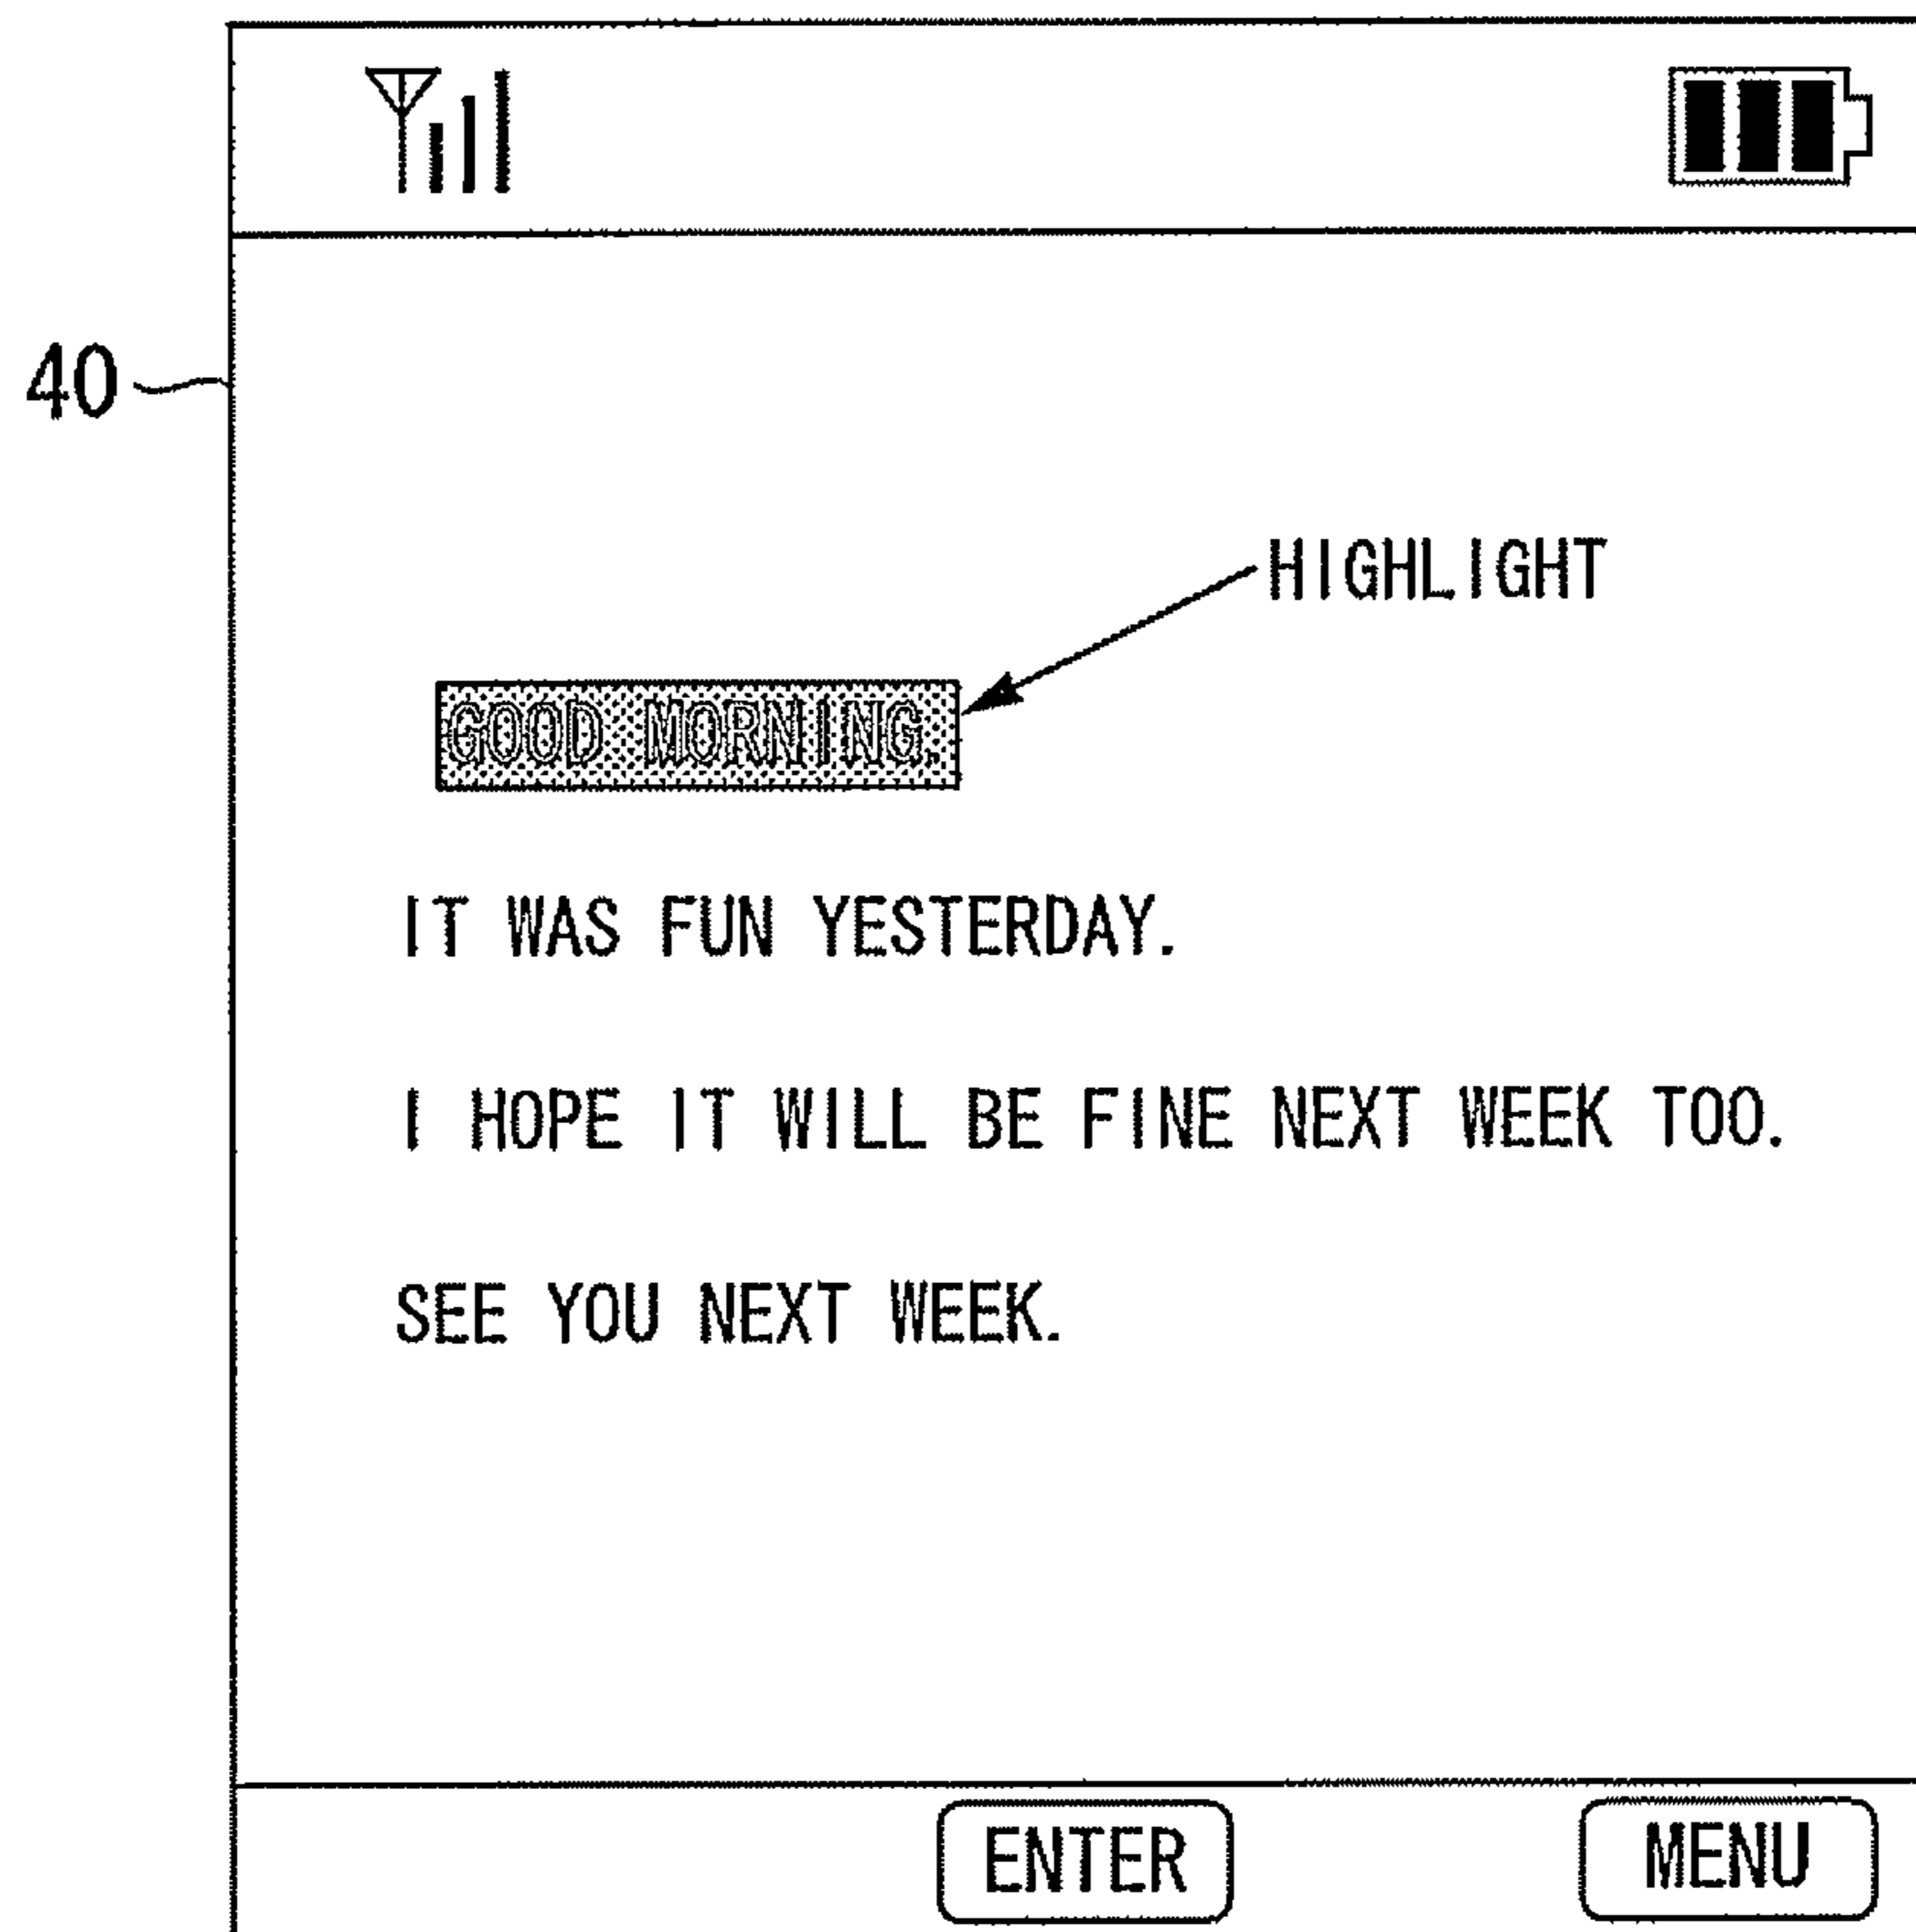 40
HIGHLIGHT
GOOD MORNING,
IT WAS FUN YESTERDAY.
I HOPE IT WILL BE FINE NEXT WEEK TOO.
SEE YOU NEXT WEEK.
ENTER MENU